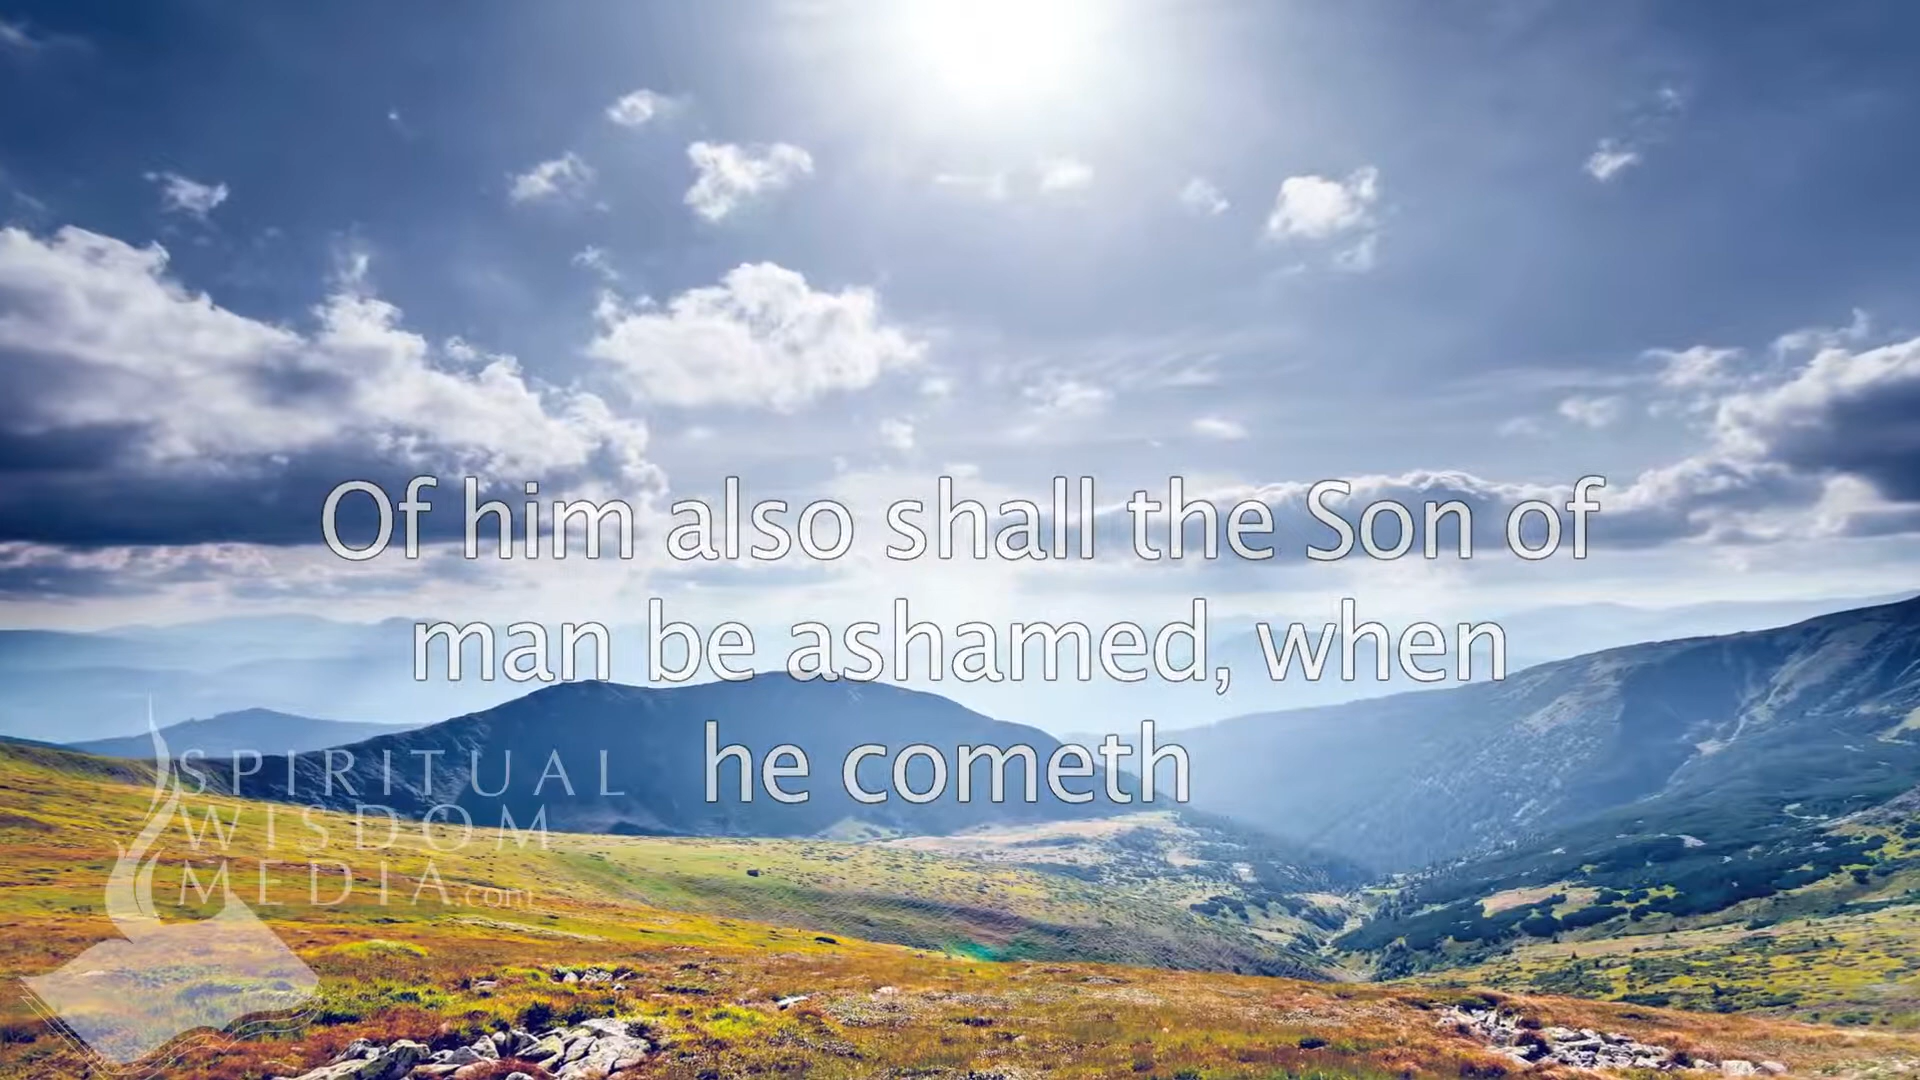 Of him also shall the Son of
man be ashamed, when
he cometh
SPIRITUAL
WISDOM
MEDIA.com